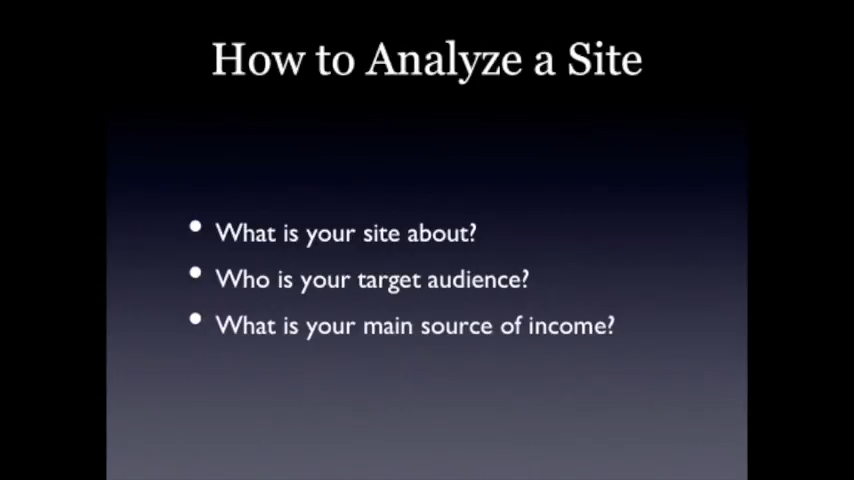 How to Analyze a Site
• What is your site about?
• Who is your target audience?
• What is your main source of income?